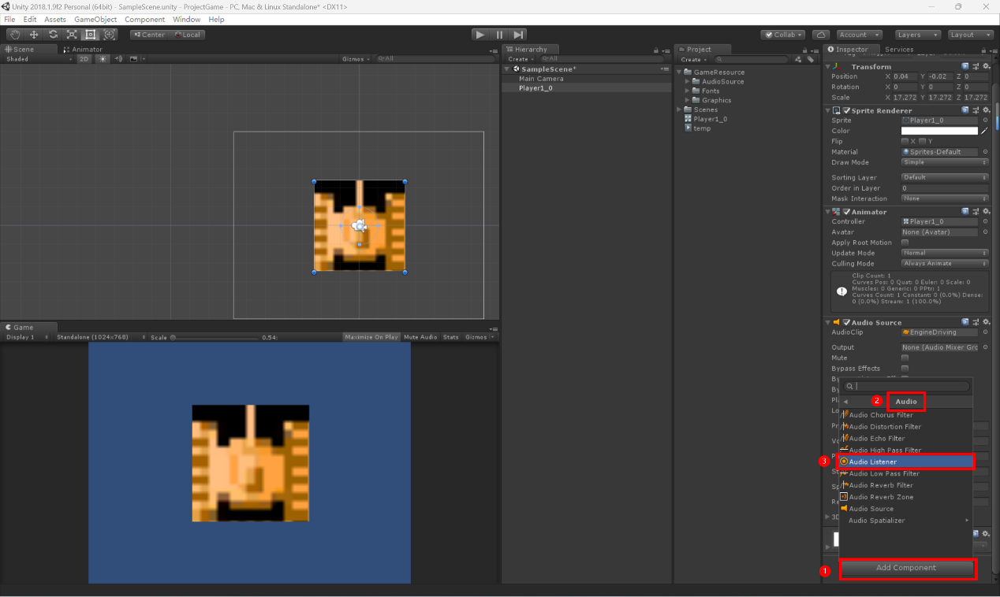 Unity 2018.1.9f2 Personal (64bit) - SampleScene.unity - ProjectGame - PC, Mac & Linux Standalone* <DX11>
File Edit Assets GameObject Component Window Help
Center Local Collab Account Layers Layout
Scene Animator
Shaded 2D Gizmos All
Game
Display 1 Standalone (1024x768) Scale 0.54: Maximize On Play Mute Audio Stats Gizmos
Hierarchy
Create All
SampleScene*
Main Camera
Player1_0
Project
Create
GameResource
AudioSource
Fonts
Graphics
Scenes
Player1_0
temp
Inspector Services
Transform
Position X 0.04 Y -0.02 Z 0
Rotation X 0 Y 0 Z 0
Scale X 17.272 Y 17.272 Z 17.272
Sprite Renderer
Sprite Player1_0
Color
Flip X Y
Material Sprites-Default
Draw Mode Simple
Sorting Layer Default
Order in Layer 0
Mask Interaction None
Animator
Controller Player1_0
Avatar None (Avatar)
Apply Root Motion
Update Mode Normal
Culling Mode Always Animate
Clip Count: 1
Curves Pos: 0 Quat: 0 Euler: 0 Scale: 0
Muscles: 0 Generic: 0 PPtr: 1
Curves Count: 1 Constant: 0 (0.0%) Dense:
0 (0.0%) Stream: 1 (100.0%)
Audio Source
AudioClip EngineDriving
Output None (Audio Mixer Grc
Mute
Bypass Effects
2 Audio
Audio Chorus Filter
Audio Distortion Filter
Audio Echo Filter
Audio High Pass Filter
3 Audio Listener
Audio Low Pass Filter
Audio Reverb Filter
Audio Reverb Zone
Audio Source
Audio Spatializer
3D
1 Add Component